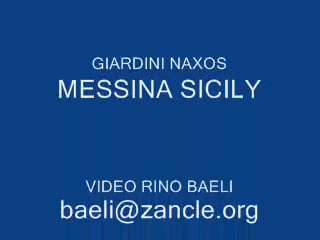 GIARDINI NAXOS
MESSINA SICILY
VIDEO RINO BAELI
baeli@zancle.org